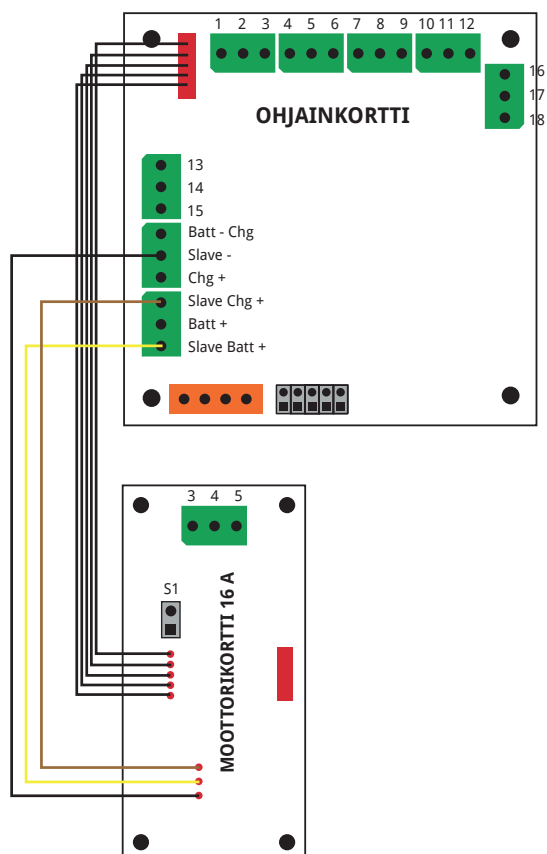 1 2 3 4 5 6 7 8 9 10 11 12
16
17
18
OHJAINKORTTI
13
14
15
Batt - Chg
Slave -
Chg +
Slave Chg +
Batt +
Slave Batt +
3 4 5
S1
MOOTTORIKORTTI 16 A